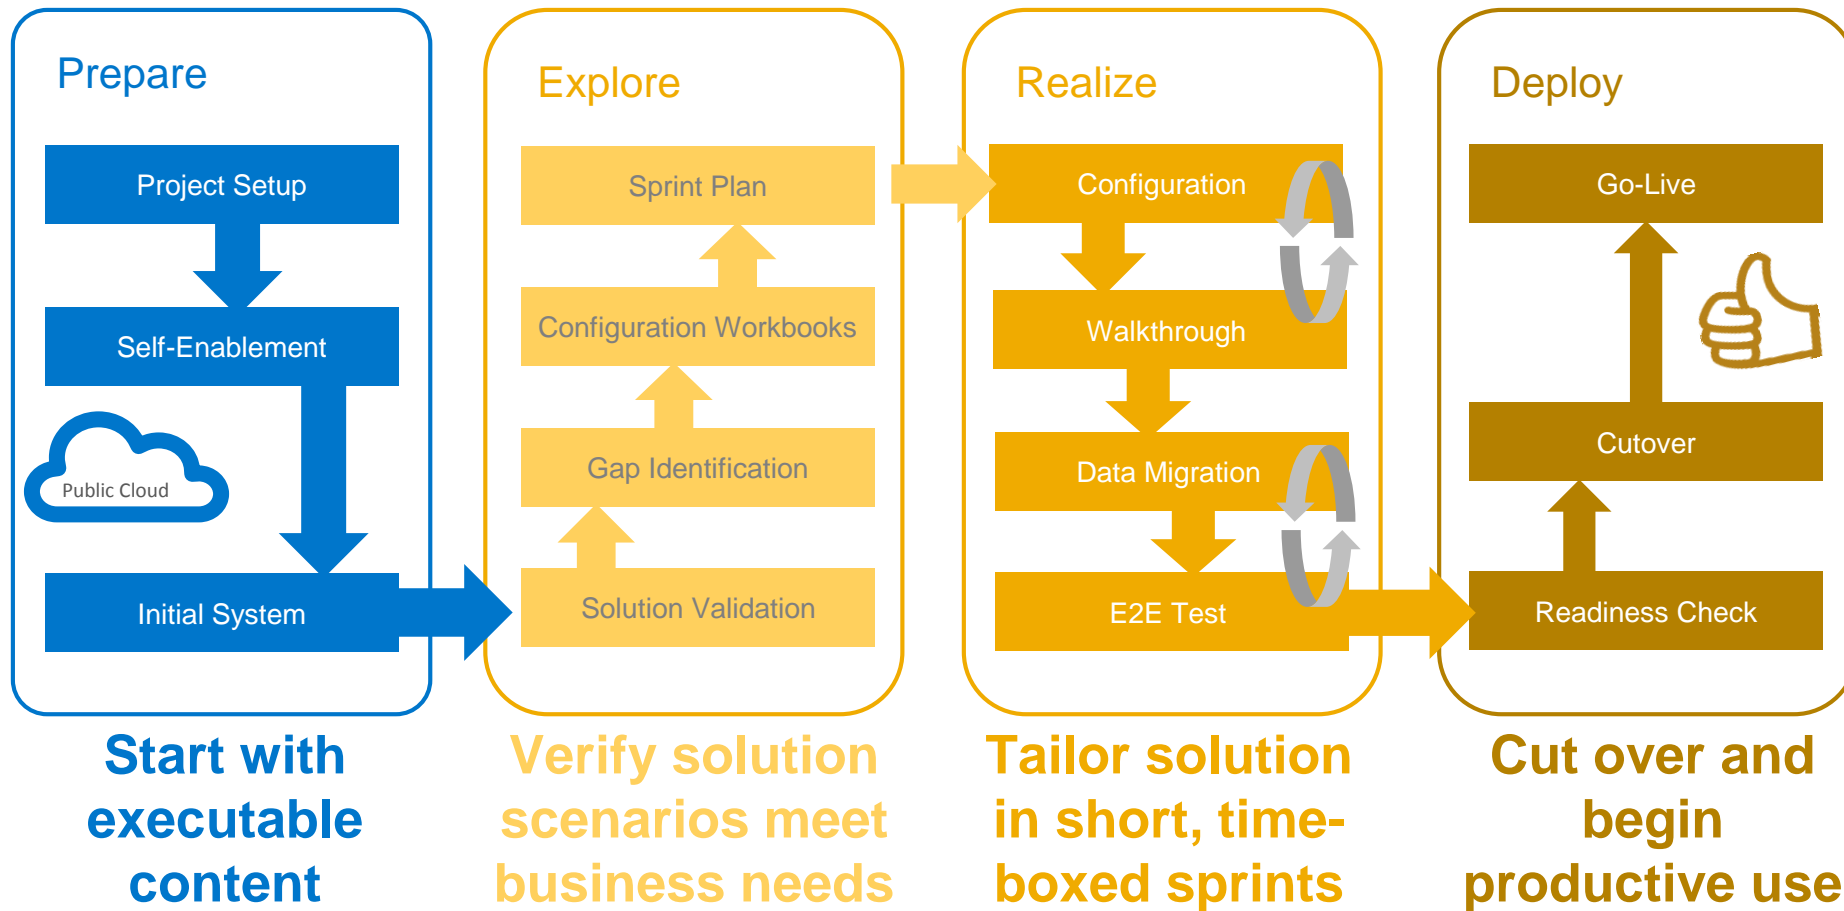 Prepare
Project Setup
Self-Enablement
Public Cloud
Initial System
Start with
executable
content
Explore
Sprint Plan
Configuration Workbooks
Gap Identification
Solution Validation
Verify solution
scenarios meet
business needs
Realize
Configuration
Walkthrough
Data Migration
E2E Test
Tailor solution
in short, time-
boxed sprints
Deploy
Go-Live
Cutover
Readiness Check
Cut over and
begin
productive use